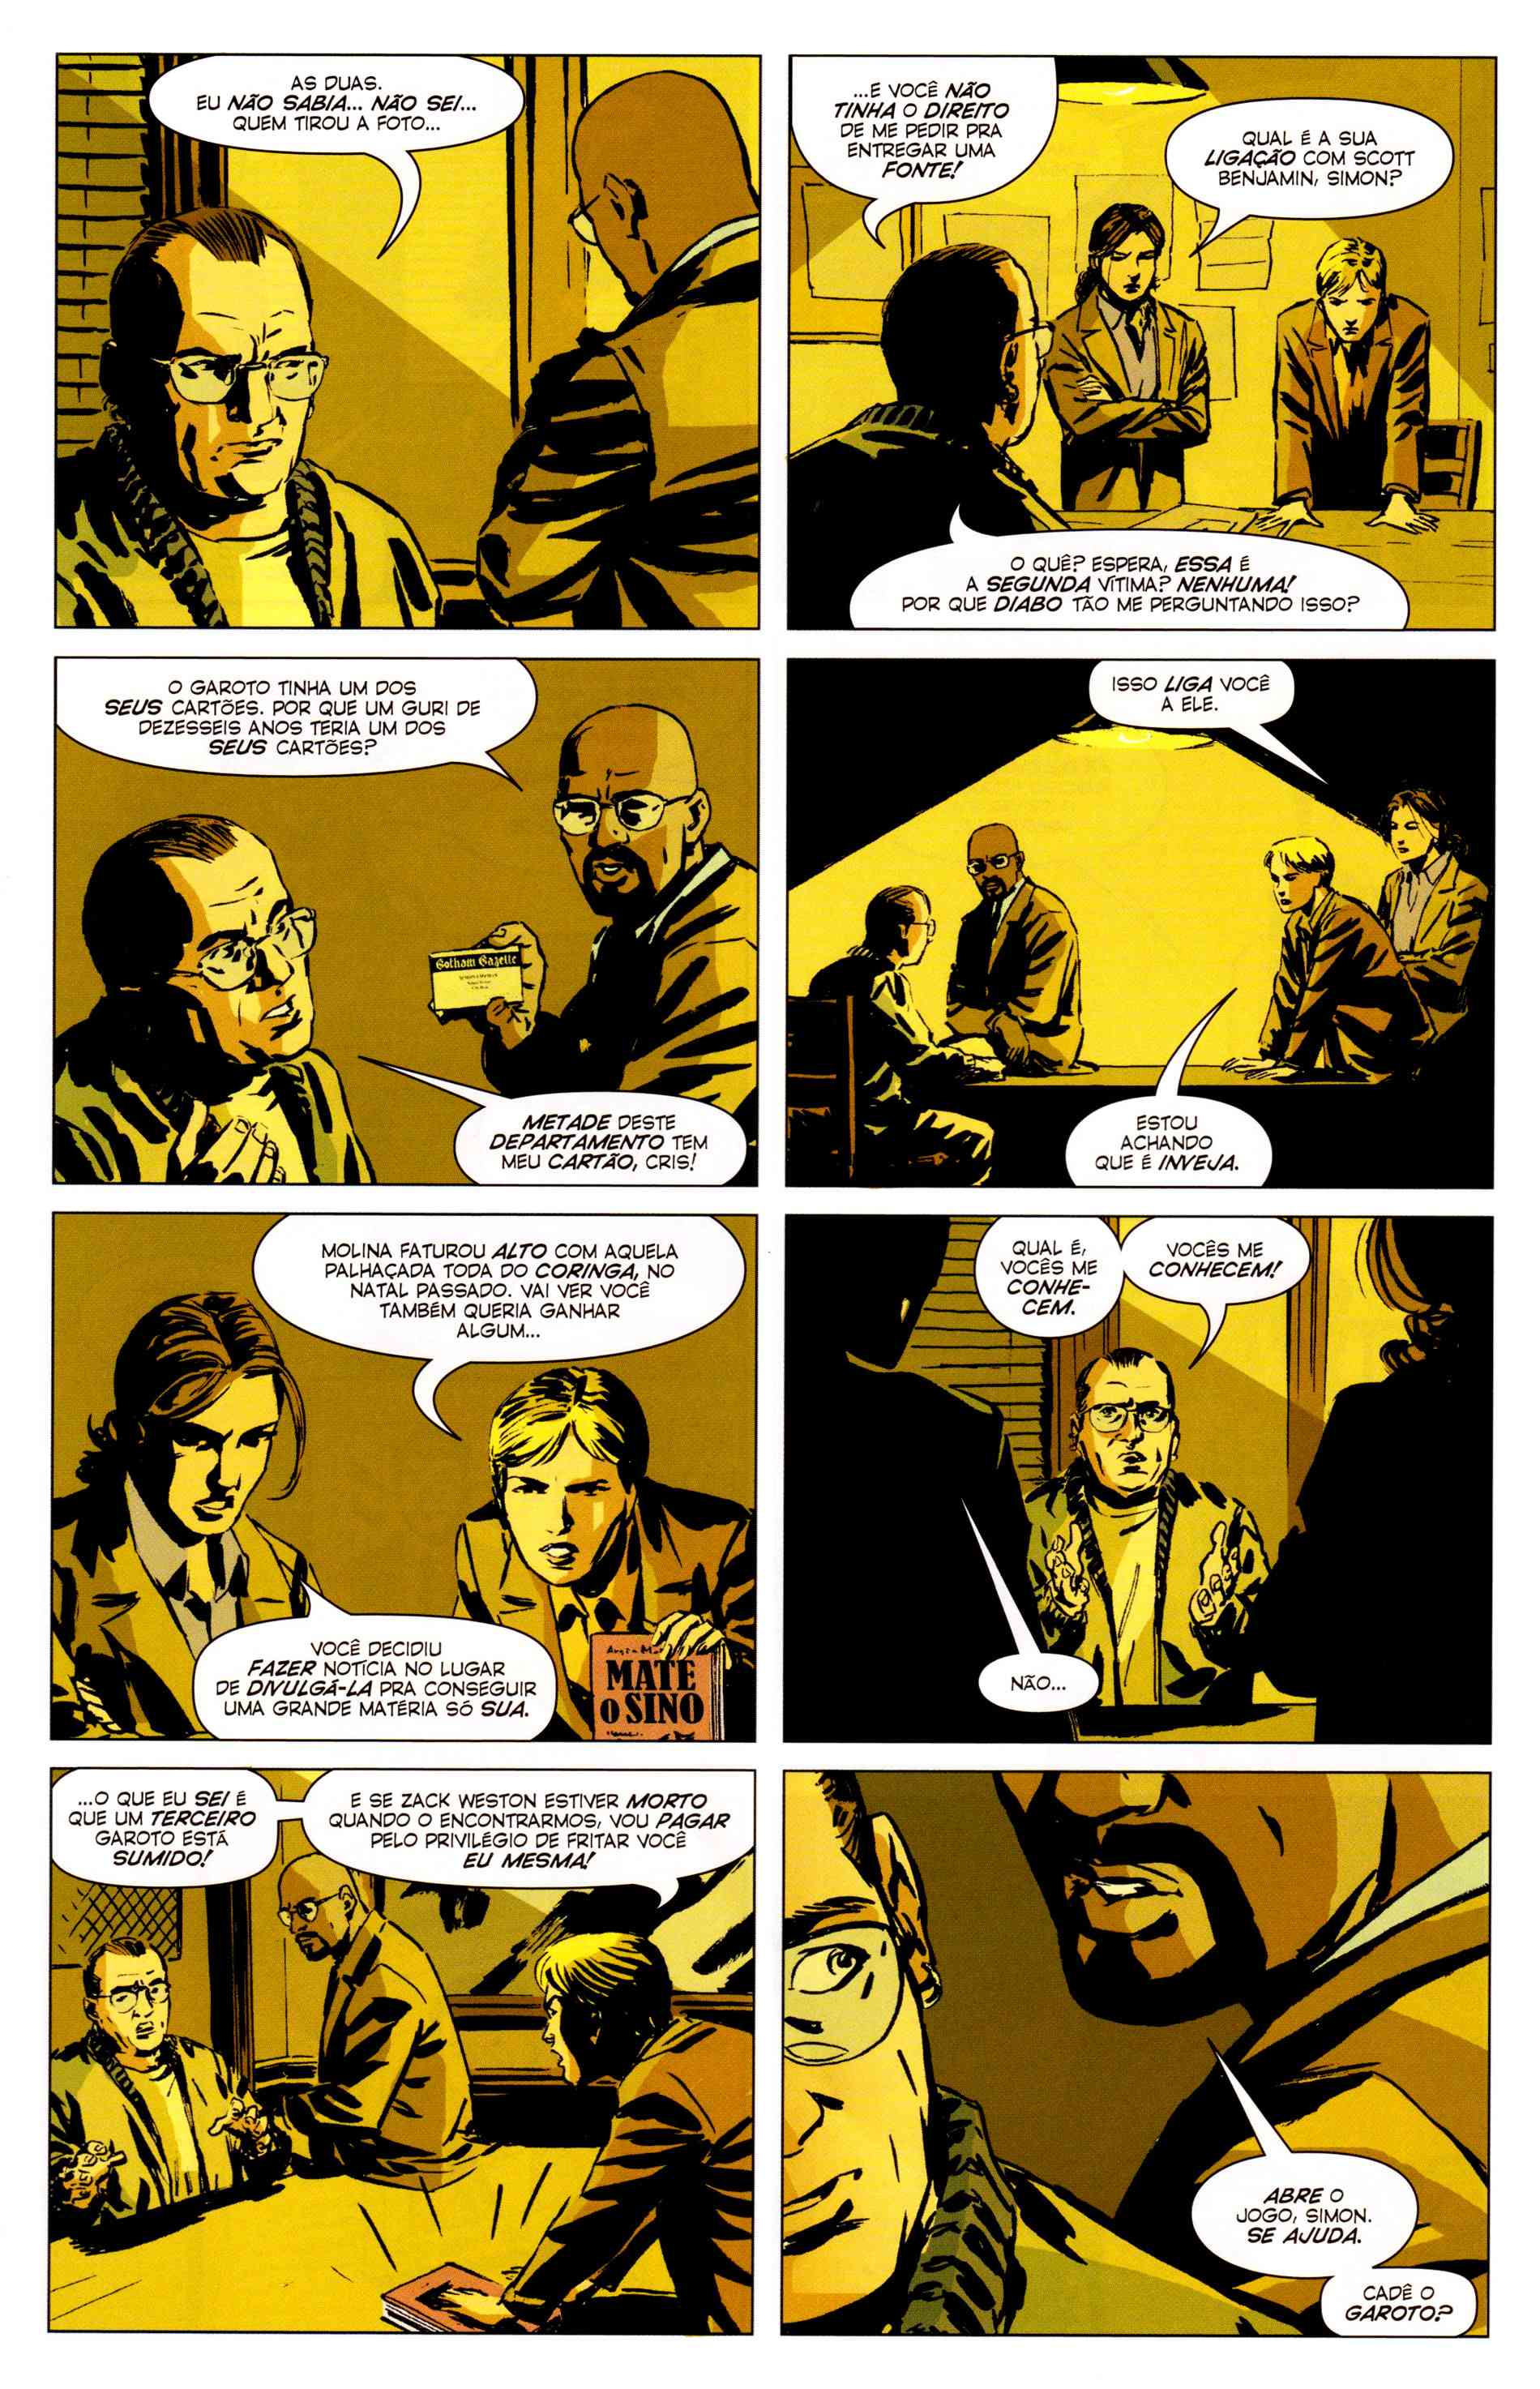 AS DUAS.
EU NÃO SABIA... NÃO SEI...
QUEM TIROU A FOTO...
...E VOCÊ NÃO
TINHA O DIREITO
DE ME PEDIR PRA
ENTREGAR UMA
FONTE!
QUAL É A SUA
LIGAÇÃO COM SCOTT
BENJAMIN, SIMON?
O QUÊ? ESPERA, ESSA É
A SEGUNDA VÍTIMA? NENHUMA!
POR QUE DIABO TÃO ME PERGUNTANDO ISSO?
O GAROTO TINHA UM DOS
SEUS CARTÕES. POR QUE UM GURI DE
DEZESSEIS ANOS TERIA UM DOS
SEUS CARTÕES?
Gotham Gazette
METADE DESTE
DEPARTAMENTO TEM
MEU CARTÃO, CRIS!
ISSO LIGA VOCÊ
A ELE.
ESTOU
ACHANDO
QUE É INVEJA.
MOLINA FATUROU ALTO COM AQUELA
PALHAÇADA TODA DO CORINGA, NO
NATAL PASSADO. VAI VER VOCÊ
TAMBÉM QUERIA GANHAR
ALGUM...
VOCÊ DECIDIU
FAZER NOTÍCIA NO LUGAR
DE DIVULGÁ-LA PRA CONSEGUIR
UMA GRANDE MATÉRIA SÓ SUA.
MATE
O SINO
QUAL É,
VOCÊS ME
CONHE-
CEM.
VOCÊS ME
CONHECEM!
NÃO...
...O QUE EU SEI É
QUE UM TERCEIRO
GAROTO ESTÁ
SUMIDO!
E SE ZACK WESTON ESTIVER MORTO
QUANDO O ENCONTRARMOS, VOU PAGAR
PELO PRIVILÉGIO DE FRITAR VOCÊ
EU MESMA!
ABRE O
JOGO, SIMON.
SE AJUDA.
CADÊ O
GAROTO?